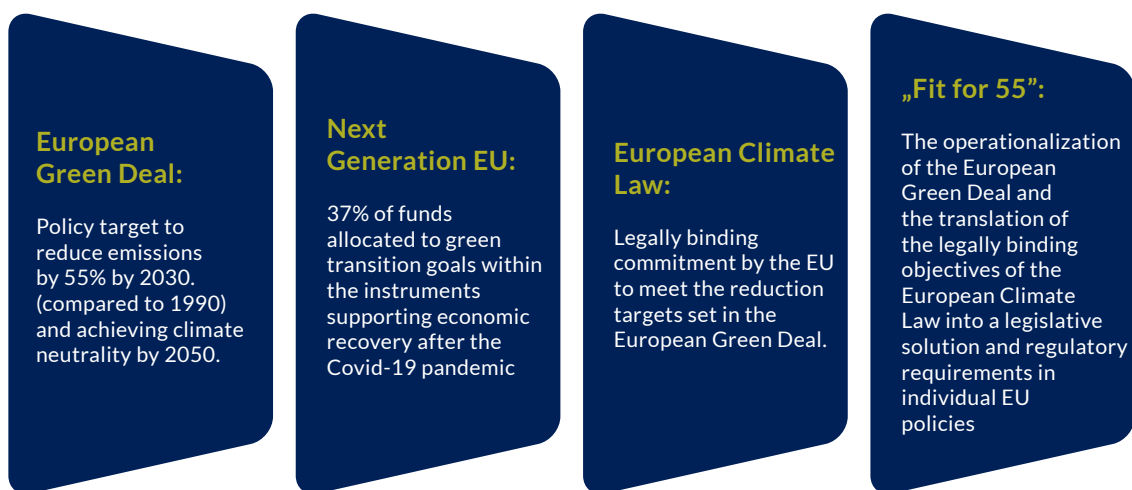 European
Green Deal:
Policy target to
reduce emissions
by 55% by 2030.
(compared to 1990)
and achieving climate
neutrality by 2050.
Next
Generation EU:
37% of funds
allocated to green
transition goals within
the instruments
supporting economic
recovery after the
Covid-19 pandemic
European Climate
Law:
Legally binding
commitment by the EU
to meet the reduction
targets set in the
European Green Deal.
„Fit for 55”:
The operationalization
of the European
Green Deal and
the translation of
the legally binding
objectives of the
European Climate
Law into a legislative
solution and regulatory
requirements in
individual EU
policies